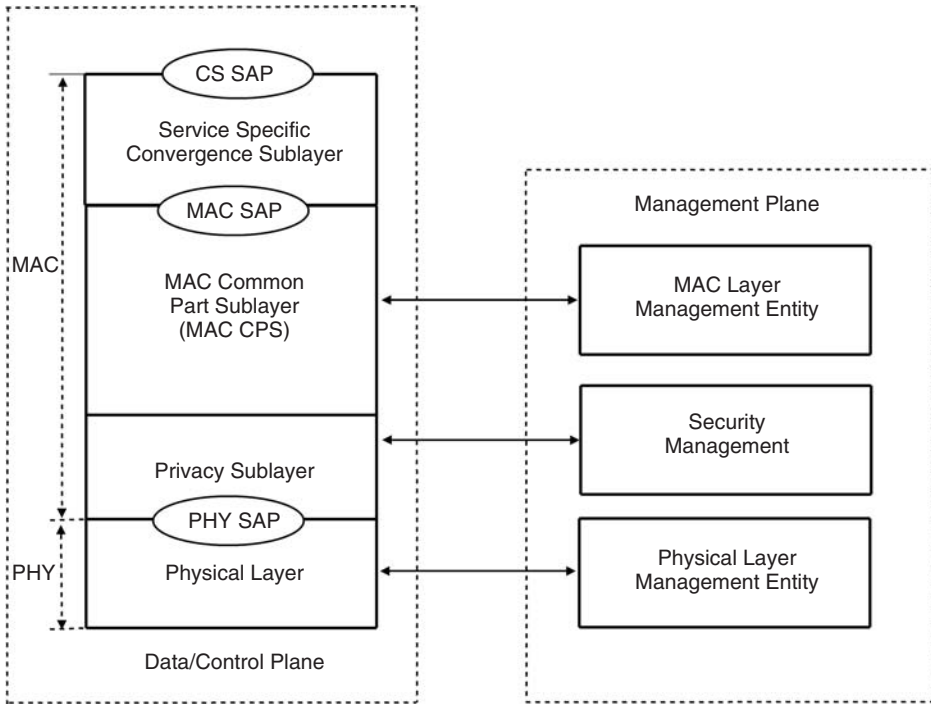 CS SAP
Service Specific
Convergence Sublayer
MAC SAP
MAC
MAC Common
Part Sublayer
(MAC CPS)
Privacy Sublayer
PHY SAP
PHY
Physical Layer
Data/Control Plane
Management Plane
MAC Layer
Management Entity
Security
Management
Physical Layer
Management Entity